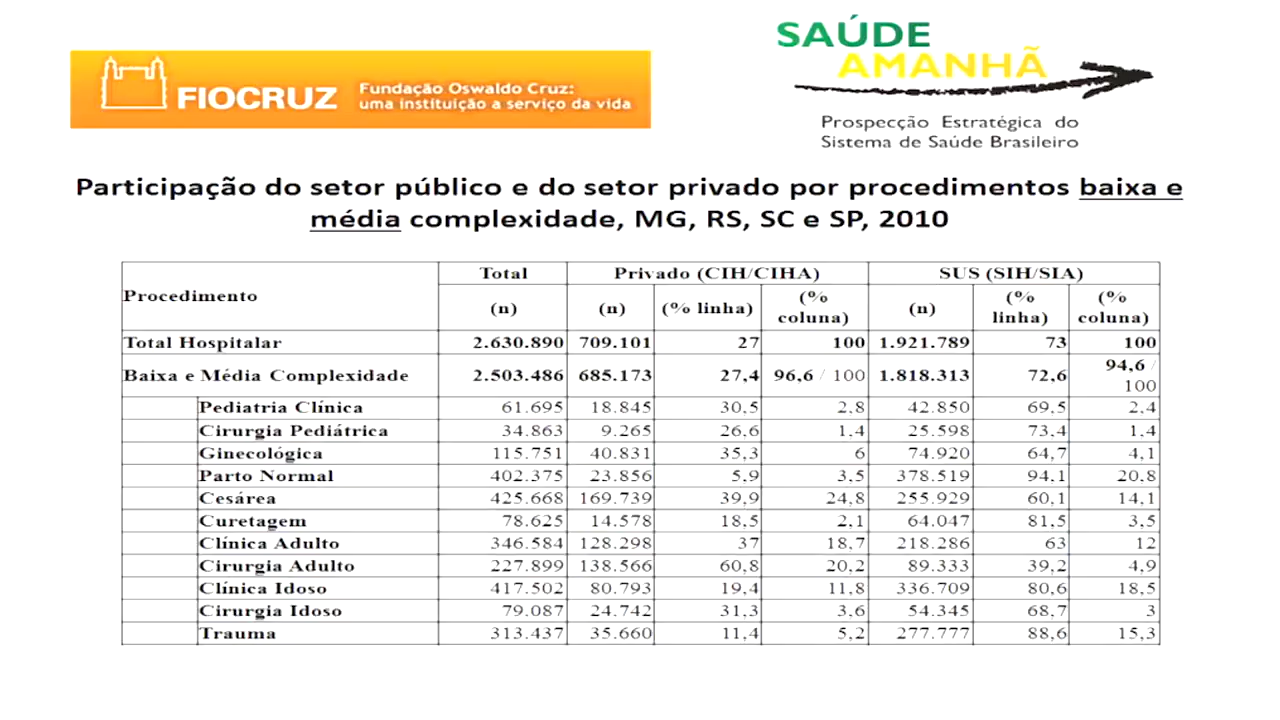 FIOCRUZ
Fundação Oswaldo Cruz:
uma instituição a serviço da vida
SAÚDE
AMANHÃ
Prospecção Estratégica do
Sistema de Saúde Brasileiro
Participação do setor público e do setor privado por procedimentos baixa e
média complexidade, MG, RS, SC e SP, 2010
Procedimento Total Privado (CIH/CIHA) SUS (SIH/SIA)
(n) (n) (% linha) (% coluna) (n) (% linha) (% coluna)
Total Hospitalar 2.630.890 709.101 27 100 1.921.789 73 100
Baixa e Média Complexidade 2.503.486 685.173 27,4 96,6 / 100 1.818.313 72,6 94,6 / 100
Pediatria Clínica 61.695 18.845 30,5 2,8 42.850 69,5 2,4
Cirurgia Pediátrica 34.863 9.265 26,6 1,4 25.598 73,4 1,4
Ginecológica 115.751 40.831 35,3 6 74.920 64,7 4,1
Parto Normal 402.375 23.856 5,9 3,5 378.519 94,1 20,8
Cesárea 425.668 169.739 39,9 24,8 255.929 60,1 14,1
Curetagem 78.625 14.578 18,5 2,1 64.047 81,5 3,5
Clínica Adulto 346.584 128.298 37 18,7 218.286 63 12
Cirurgia Adulto 227.899 138.566 60,8 20,2 89.333 39,2 4,9
Clínica Idoso 417.502 80.793 19,4 11,8 336.709 80,6 18,5
Cirurgia Idoso 79.087 24.742 31,3 3,6 54.345 68,7 3
Trauma 313.437 35.660 11,4 5,2 277.777 88,6 15,3